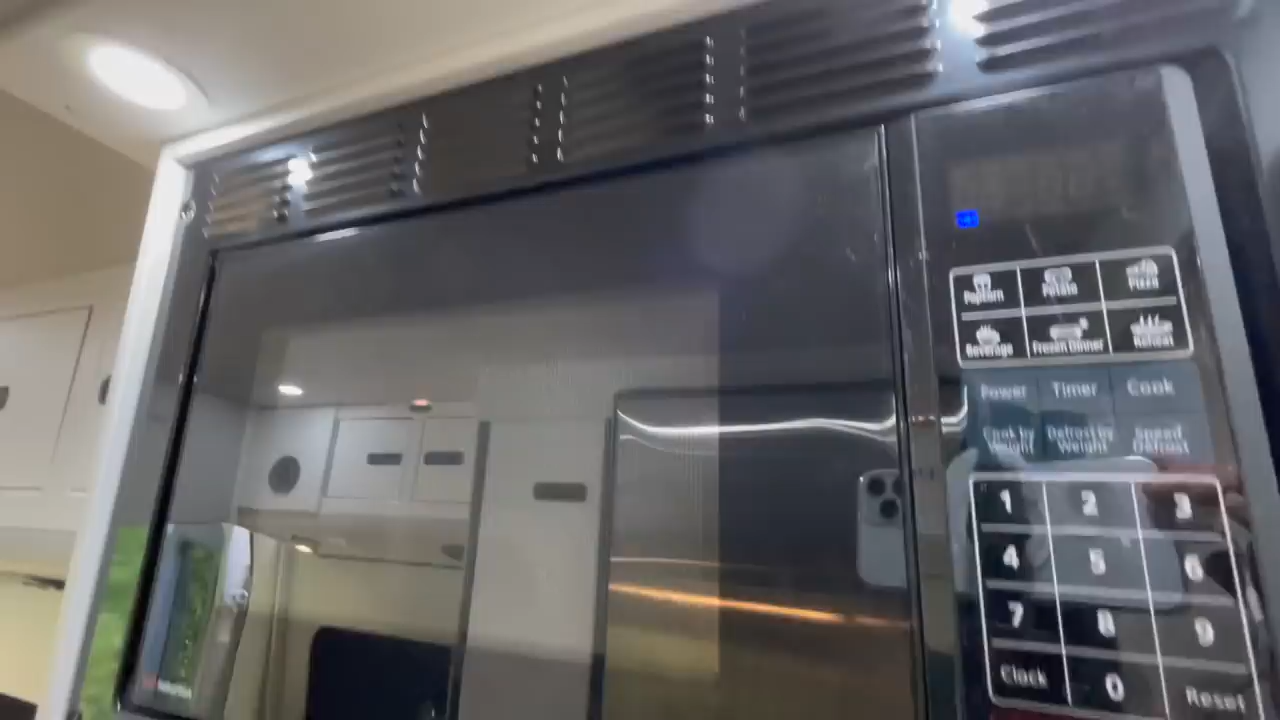 Popcorn Potato Pizza
Beverage Frozen Dinner Reheat
Power Timer Cook
Cook by Weight Defrost by Weight Speed Defrost
1 2 3
4 5 6
7 8 9
Clock 0 Reset